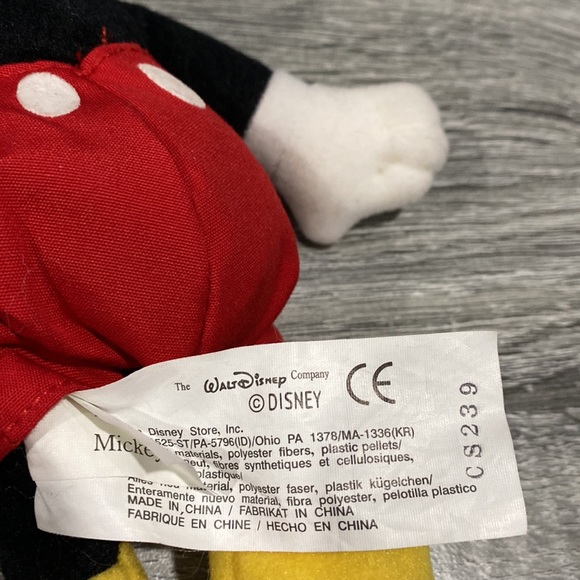 The WALT DISNEY Company
© DISNEY
CE
Disney Store, Inc.
Mickey
525-ST/PA-5796(ID)/Ohio PA 1378/MA-1336(KR)
materials, polyester fibers, plastic pellets/
fibres synthetiques et cellulosiques,
plastique/
material, polyester faser, plastik kügelchen/
Enteramente nuevo material, fibra polyester, pelotilla plastico
MADE IN CHINA / FABRIKAT IN CHINA
FABRIQUE EN CHINE / HECHO EN CHINA
CS239